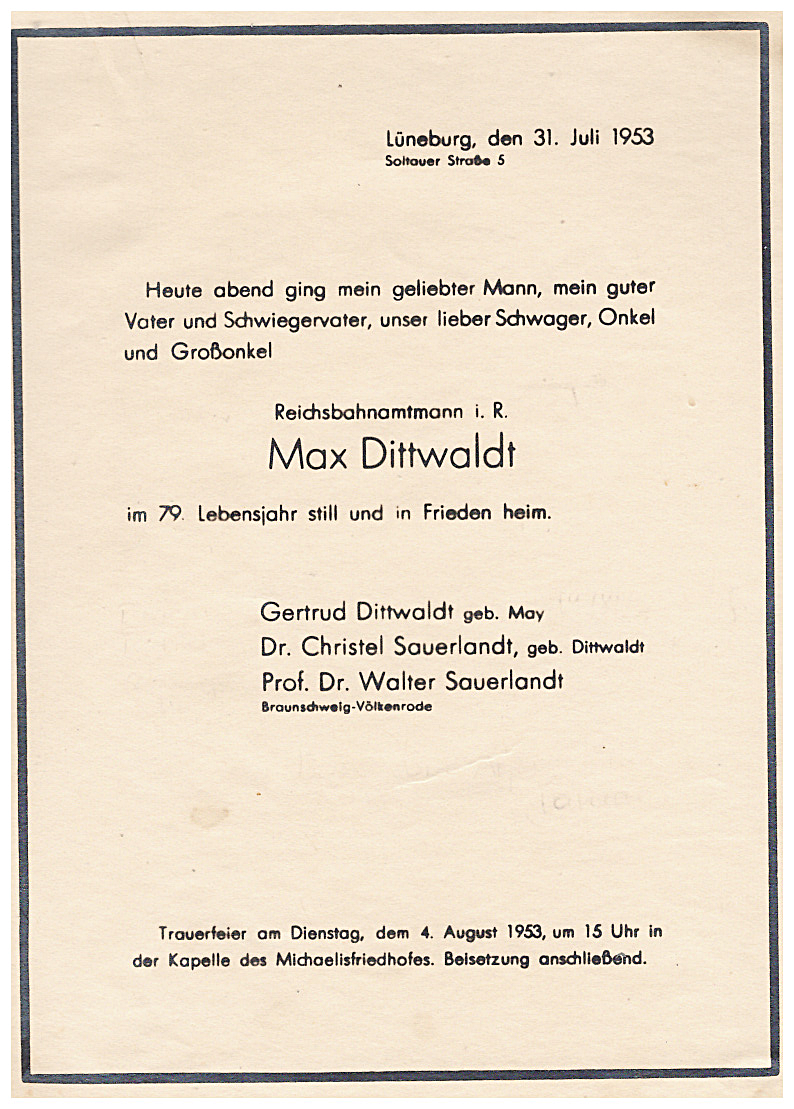 Lüneburg, den 31. Juli 1953
Soltauer Straße 5
Heute abend ging mein geliebter Mann, mein guter
Vater und Schwiegervater, unser lieber Schwager, Onkel
und Großonkel
Reichsbahnamtmann i. R.
Max Dittwaldt
im 79. Lebensjahr still und in Frieden heim.
Gertrud Dittwaldt geb. May
Dr. Christel Sauerlandt, geb. Dittwaldt
Prof. Dr. Walter Sauerlandt
Braunschweig-Völkenrode
Trauerfeier am Dienstag, dem 4. August 1953, um 15 Uhr in
der Kapelle des Michaelisfriedhofes. Beisetzung anschließend.